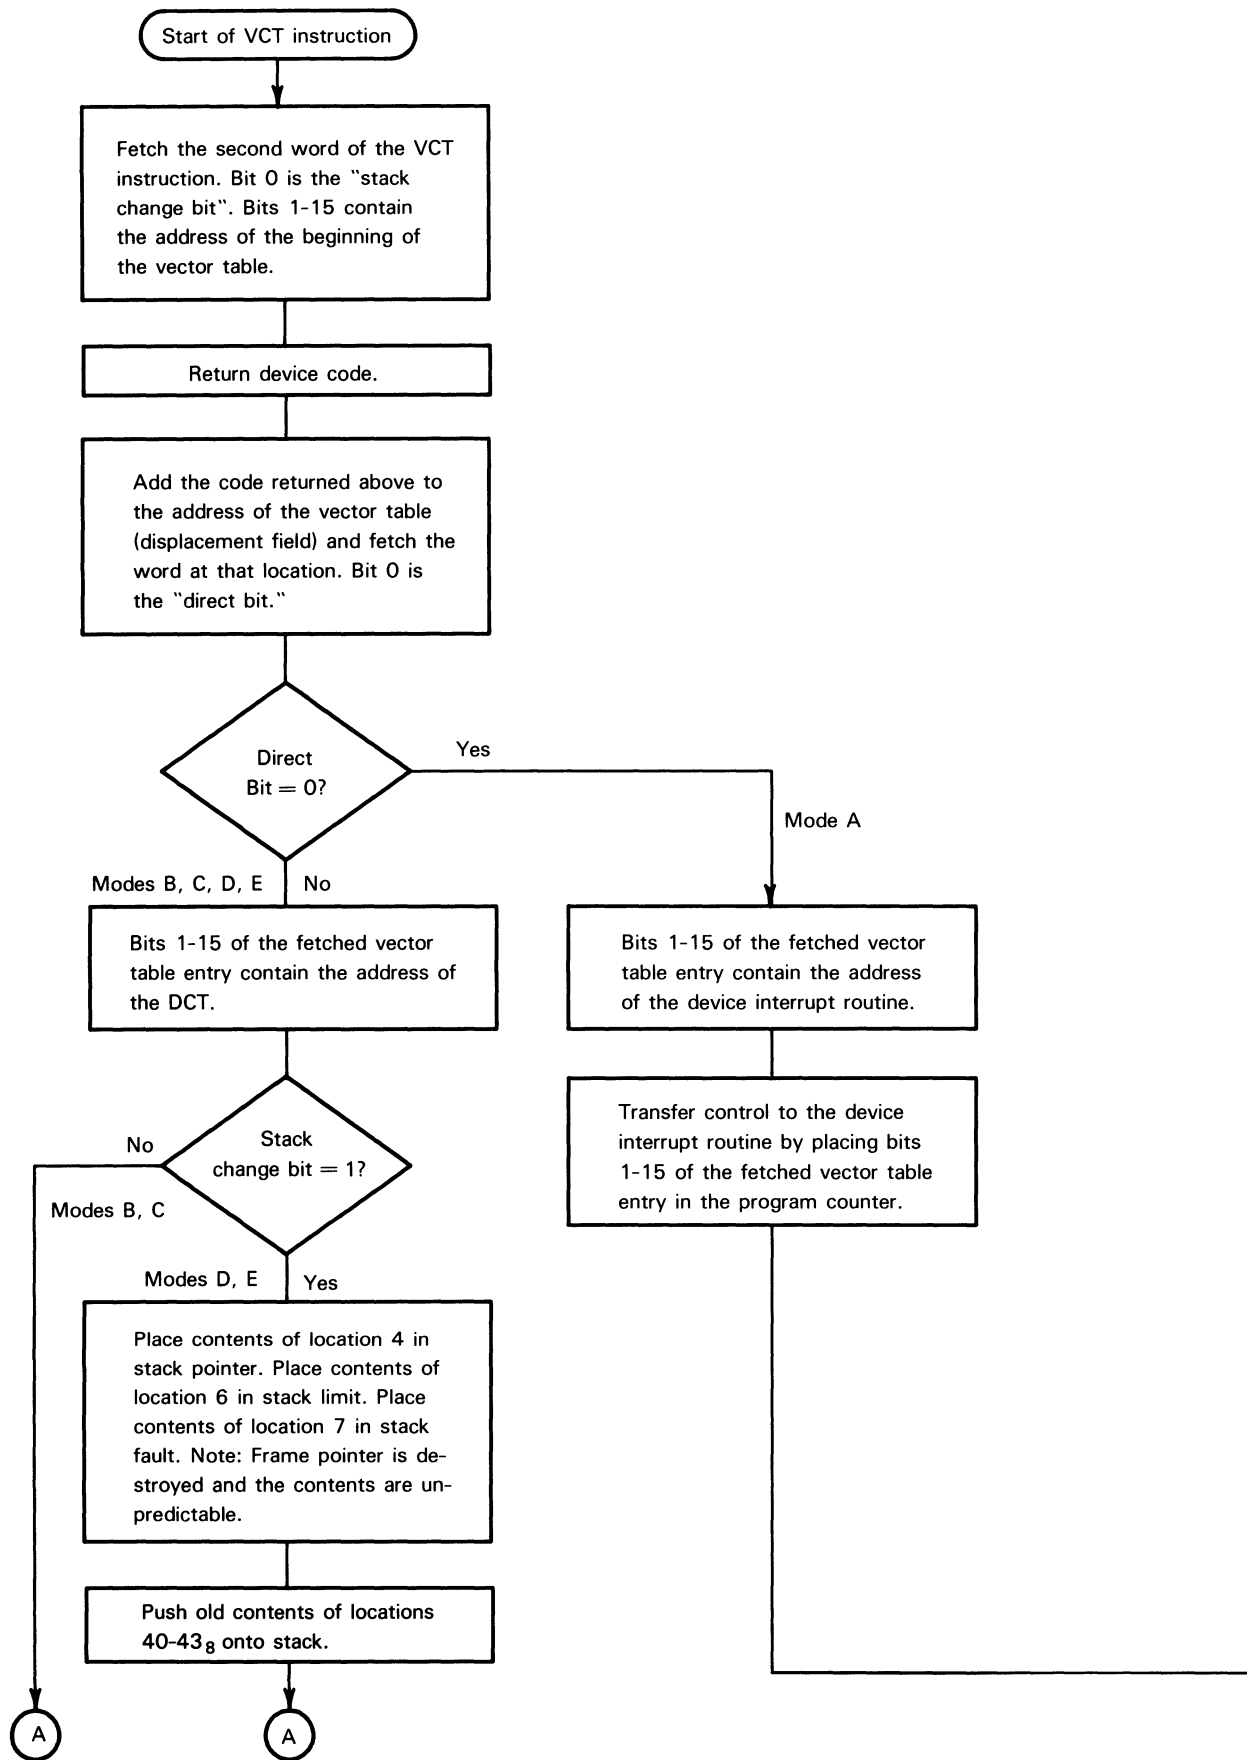 Start of VCT instruction
Fetch the second word of the VCT
instruction. Bit 0 is the "stack
change bit". Bits 1-15 contain
the address of the beginning of
the vector table.
Return device code.
Add the code returned above to
the address of the vector table
(displacement field) and fetch the
word at that location. Bit 0 is
the "direct bit."
Direct
Bit = 0?
Yes
Mode A
Modes B, C, D, E
No
Bits 1-15 of the fetched vector
table entry contain the address of
the DCT.
Bits 1-15 of the fetched vector
table entry contain the address
of the device interrupt routine.
Transfer control to the device
interrupt routine by placing bits
1-15 of the fetched vector table
entry in the program counter.
Stack
change bit = 1?
No
Modes B, C
Modes D, E
Yes
Place contents of location 4 in
stack pointer. Place contents of
location 6 in stack limit. Place
contents of location 7 in stack
fault. Note: Frame pointer is de-
stroyed and the contents are un-
predictable.
Push old contents of locations
40-43₈ onto stack.
A
A